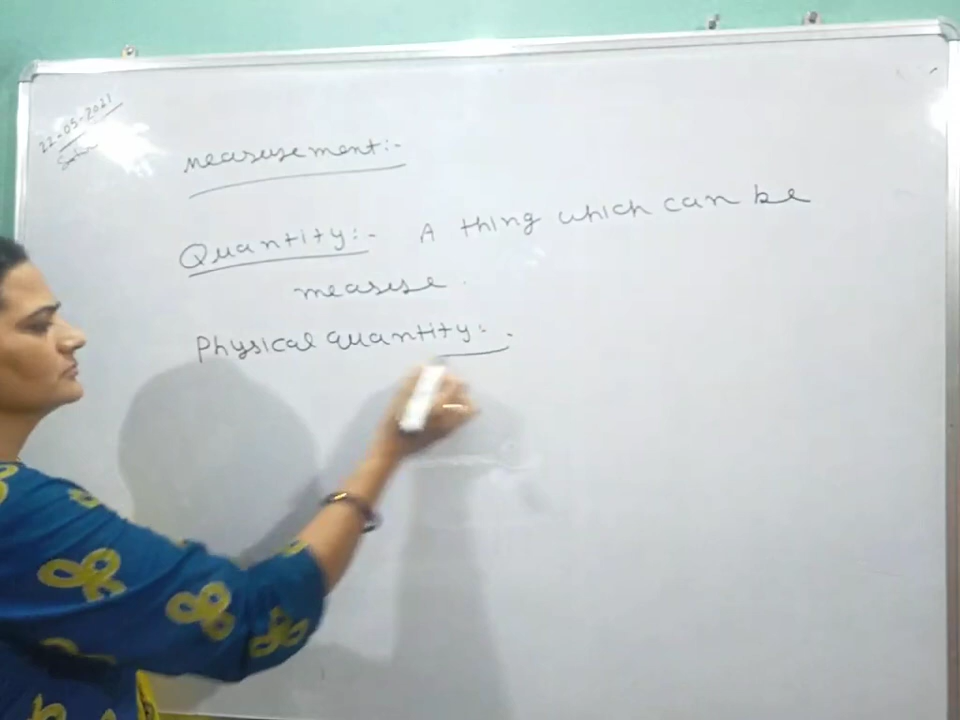 22-05-2021
Measurement:-
Quantity:- A thing which can be
measure.
Physical quantity:-